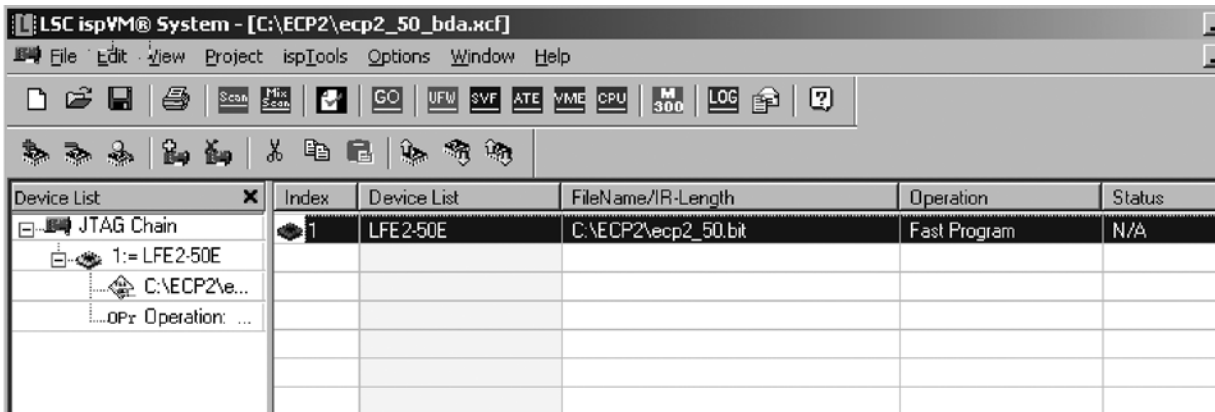 LSC ispVM® System - [C:\ECP2\ecp2_50_bda.xcf]
File Edit View Project ispTools Options Window Help
Scan Mix Scan GO UFW SVF ATE VME CPU M 300 LOG
Device List Index Device List FileName/IR-Length Operation Status
JTAG Chain 1 LFE2-50E C:\ECP2\ecp2_50.bit Fast Program N/A
1:= LFE2-50E
C:\ECP2\e...
OPr Operation: ...